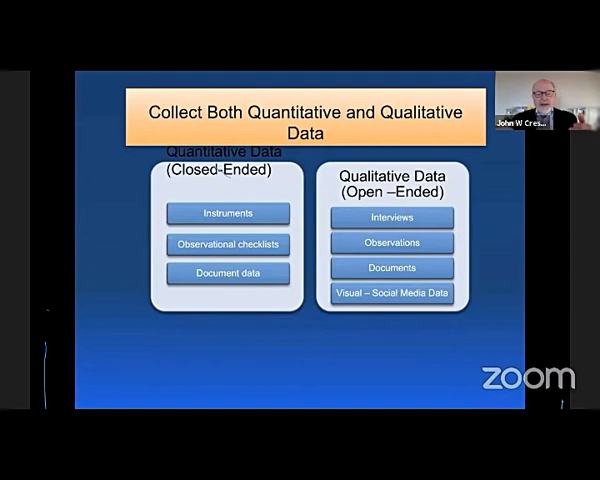 Collect Both Quantitative and Qualitative
Data
John W Cres...
Quantitative Data
(Closed-Ended)
Instruments
Observational checklists
Document data
Qualitative Data
(Open –Ended)
Interviews
Observations
Documents
Visual – Social Media Data
zoom